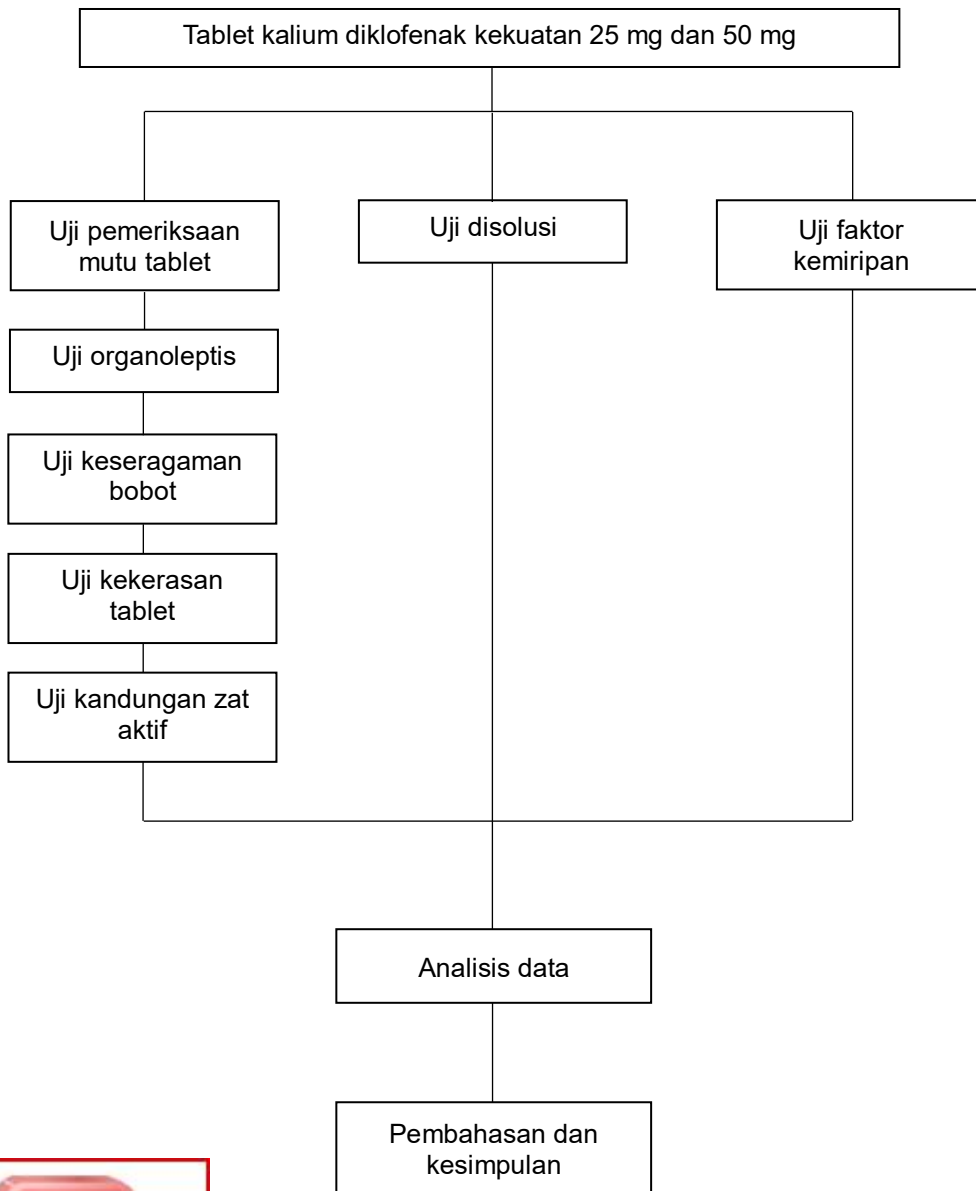 Tablet kalium diklofenak kekuatan 25 mg dan 50 mg
Uji pemeriksaan
mutu tablet
Uji organoleptis
Uji keseragaman
bobot
Uji kekerasan
tablet
Uji kandungan zat
aktif
Uji disolusi
Uji faktor
kemiripan
Analisis data
Pembahasan dan
kesimpulan